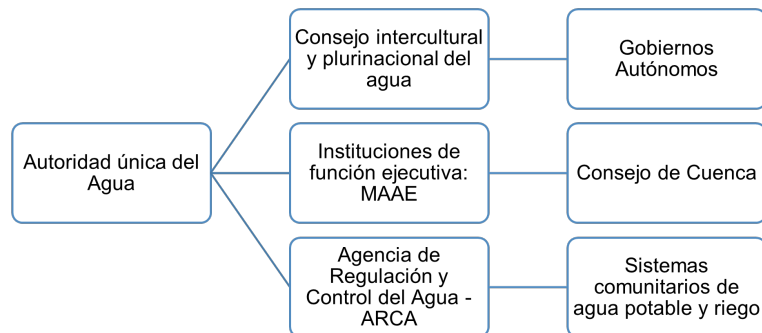 Autoridad única del
Agua
Consejo intercultural
y plurinacional del
agua
Gobiernos
Autónomos
Instituciones de
función ejecutiva:
MAAE
Consejo de Cuenca
Agencia de
Regulación y
Control del Agua -
ARCA
Sistemas
comunitarios de
agua potable y riego